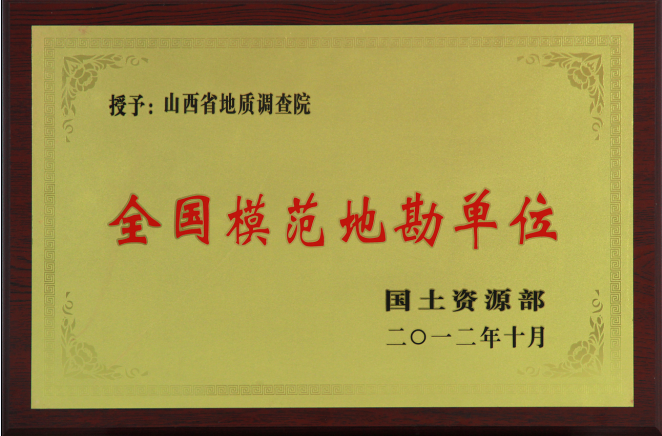 授予：山西省地质调查院
全国模范地勘单位
国土资源部
二〇一二年十月